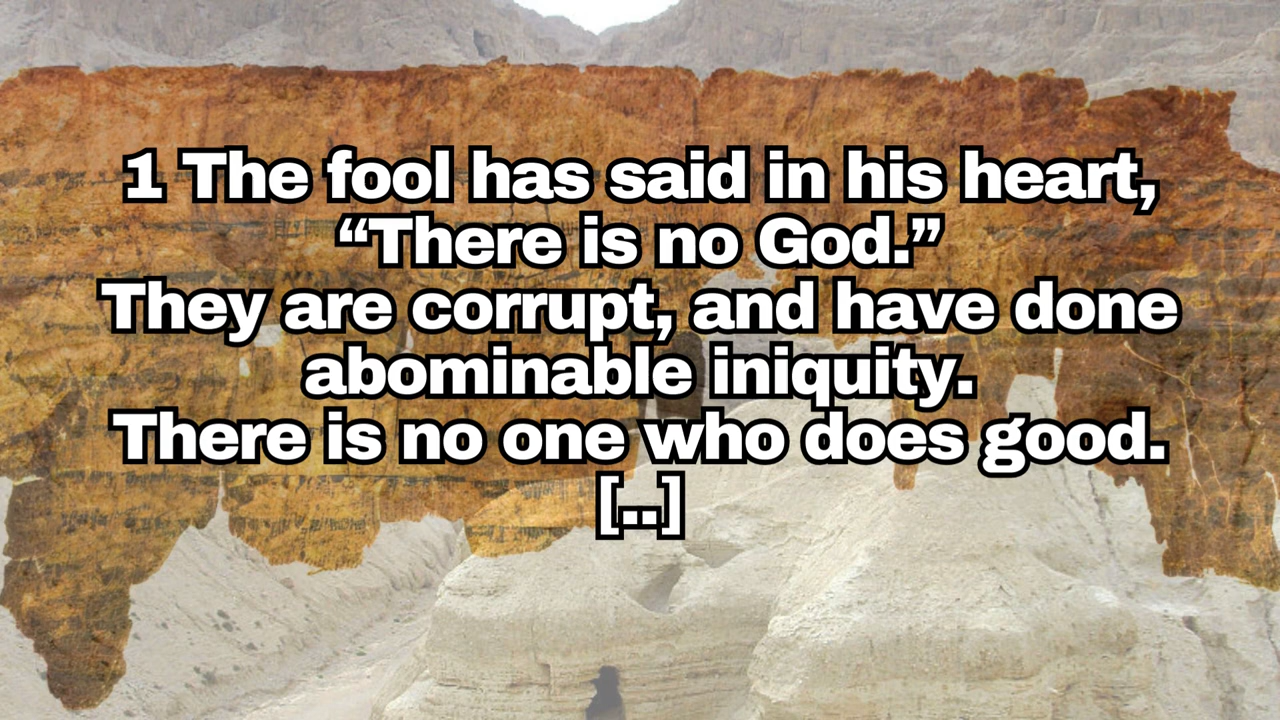 1 The fool has said in his heart,
“There is no God.”
They are corrupt, and have done
abominable iniquity.
There is no one who does good.
[..]